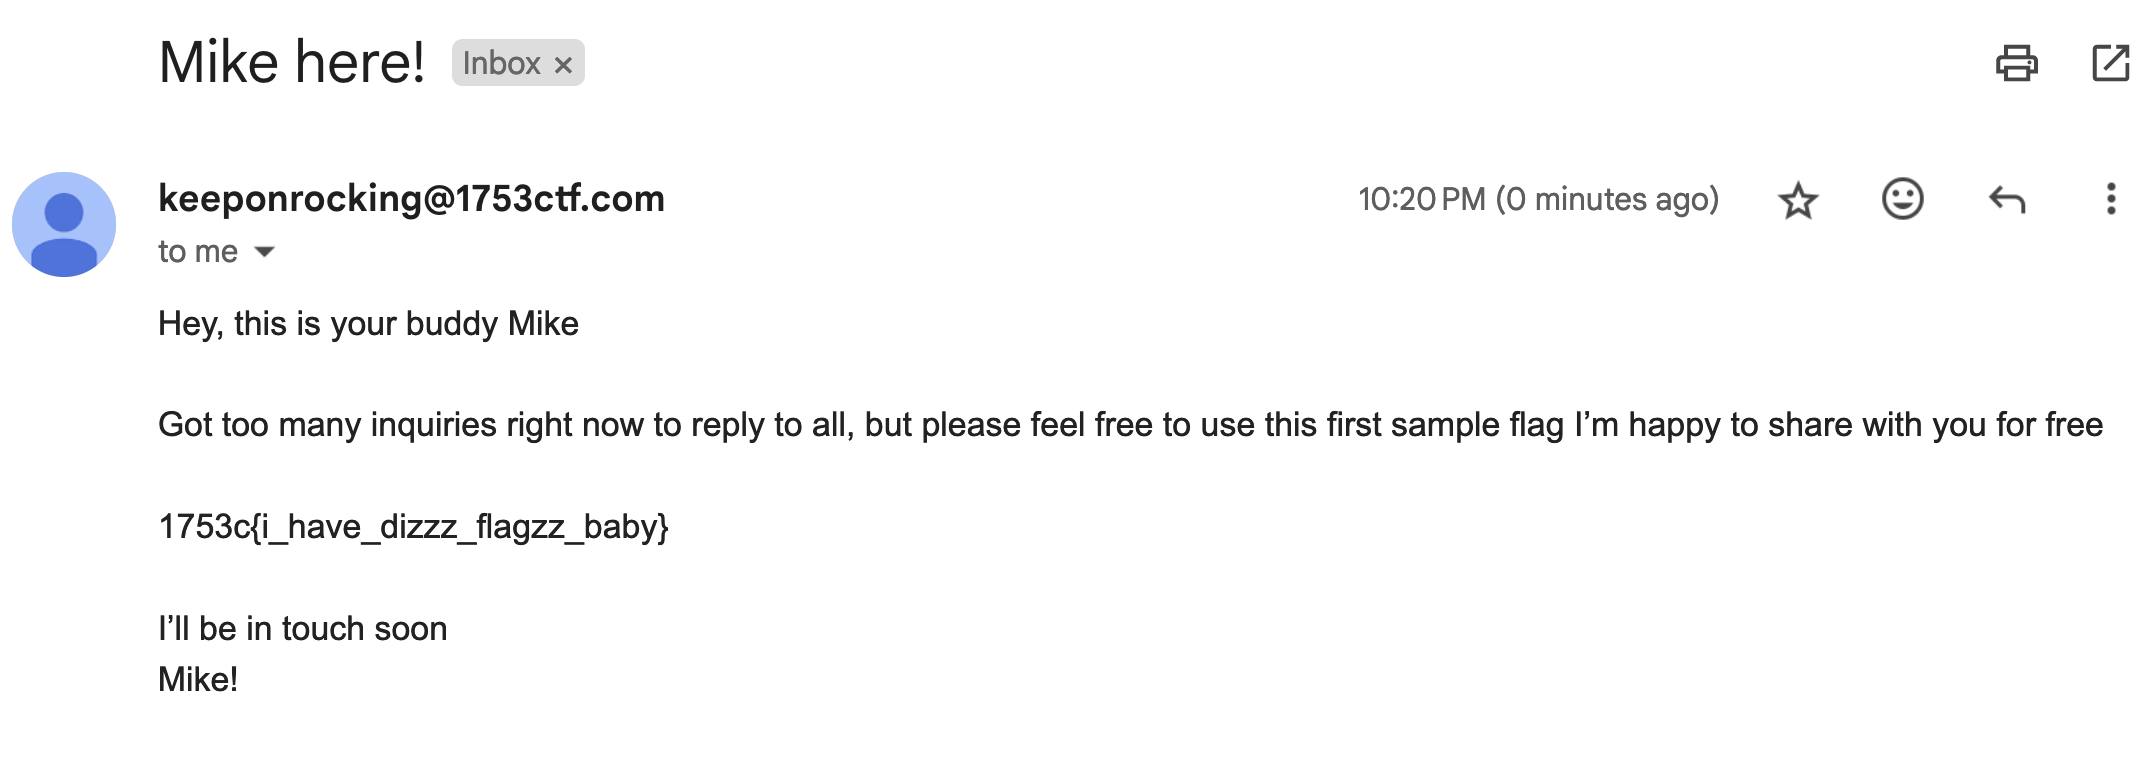 Mike here! Inbox ×
keeponrocking@1753ctf.com 10:20 PM (0 minutes ago)
to me
Hey, this is your buddy Mike
Got too many inquiries right now to reply to all, but please feel free to use this first sample flag I’m happy to share with you for free
1753c{i_have_dizzz_flagzz_baby}
I’ll be in touch soon
Mike!